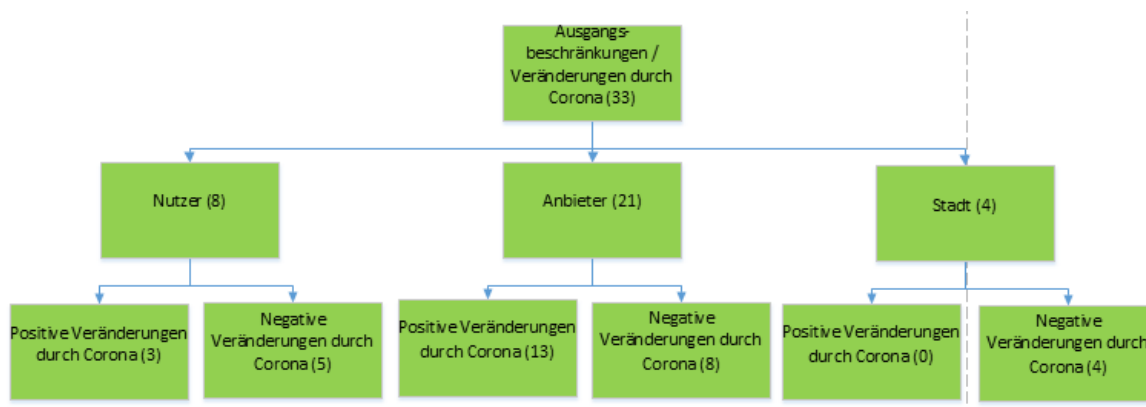 Ausgangs-
beschränkungen /
Veränderungen durch
Corona (33)
Nutzer (8)
Anbieter (21)
Stadt (4)
Positive Veränderungen
durch Corona (3)
Negative
Veränderungen durch
Corona (5)
Positive Veränderungen
durch Corona (13)
Negative
Veränderungen durch
Corona (8)
Positive Veränderungen
durch Corona (0)
Negative
Veränderungen durch
Corona (4)